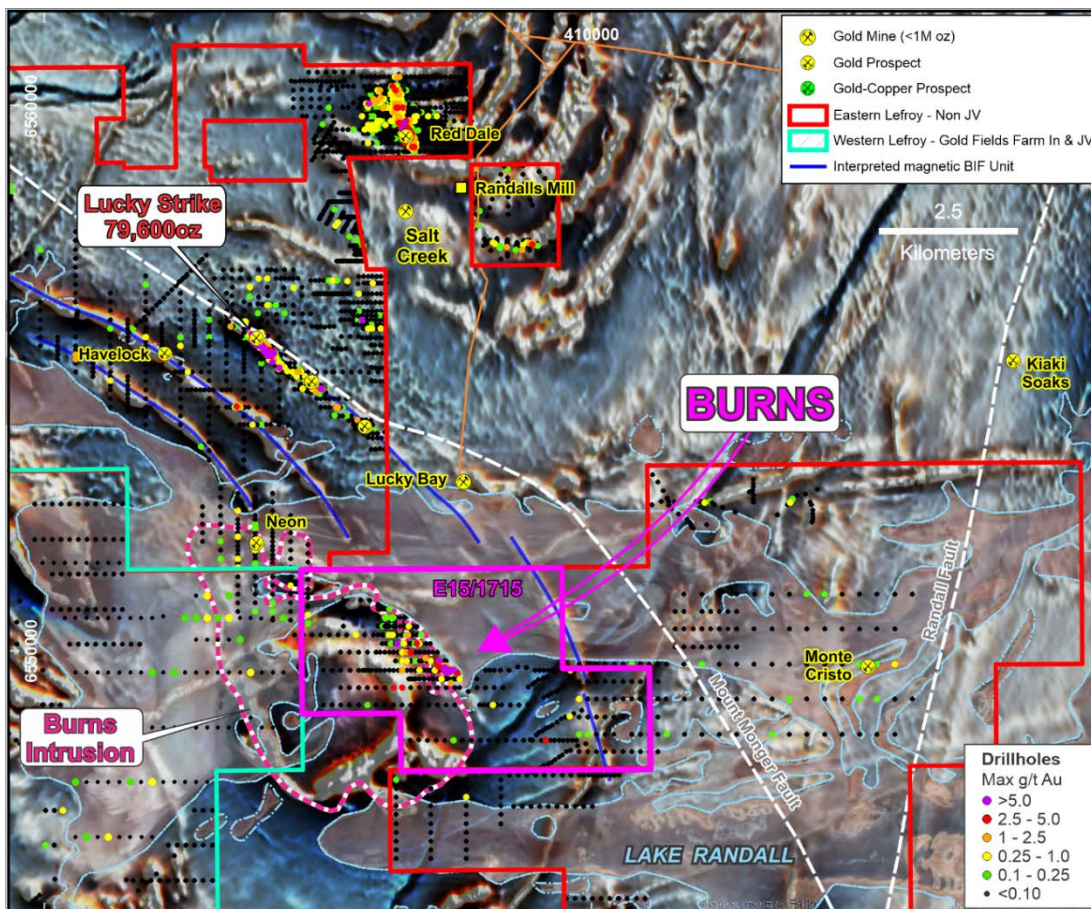 410000
6560000
6550000
Gold Mine (<1M oz)
Gold Prospect
Gold-Copper Prospect
Eastern Lefroy - Non JV
Western Lefroy - Gold Fields Farm In & JV
Interpreted magnetic BIF Unit
2.5
Kilometers
Red Dale
Randalls Mill
Salt
Creek
Lucky Strike
79,600oz
Havelock
Kiaki
Soaks
BURNS
Lucky Bay
Neon
E15/1715
Randall Fault
Monte
Cristo
Mount Monger Fault
Burns
Intrusion
LAKE RANDALL
Drillholes
Max g/t Au
>5.0
2.5 - 5.0
1 - 2.5
0.25 - 1.0
0.1 - 0.25
<0.10